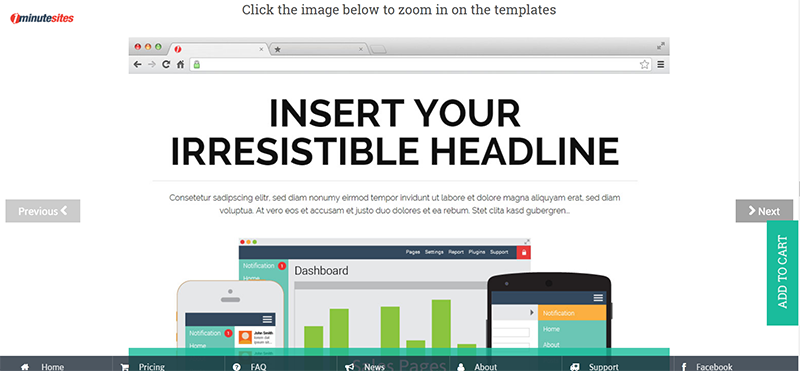 Click the image below to zoom in on the templates
1minutesites
INSERT YOUR
IRRESISTIBLE HEADLINE
Consetetur sadipscing elitr, sed diam nonumy eirmod tempor invidunt ut labore et dolore magna aliquyam erat, sed diam
voluptua. At vero eos et accusam et justo duo dolores et ea rebum. Stet clita kasd gubergren...
Previous
Next
ADD TO CART
Pages Settings Report Plugins Support
Notification 1
Home
Dashboard
Notification 1
Home
John Smith
John Smith
Notification
Home
About
Sales Pages
Home Pricing FAQ News About Support Facebook